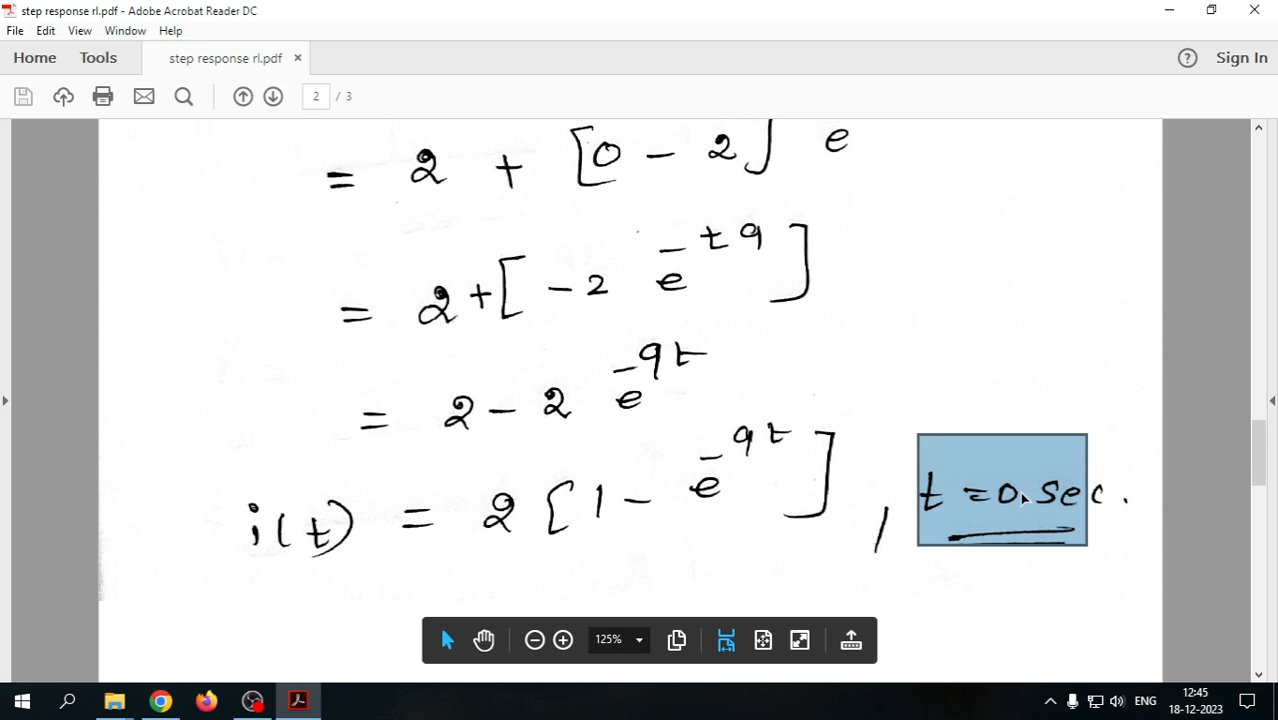 step response rl.pdf - Adobe Acrobat Reader DC
File Edit View Window Help
Home Tools step response rl.pdf × Sign In
2 / 3
= 2 + [0 - 2] e
= 2 + [ - 2 e^{-t9} ]
= 2 - 2 e^{-9t}
i(t) = 2 [ 1 - e^{-9t} ] , t = 0. sec.
125%
ENG
12:45
18-12-2023